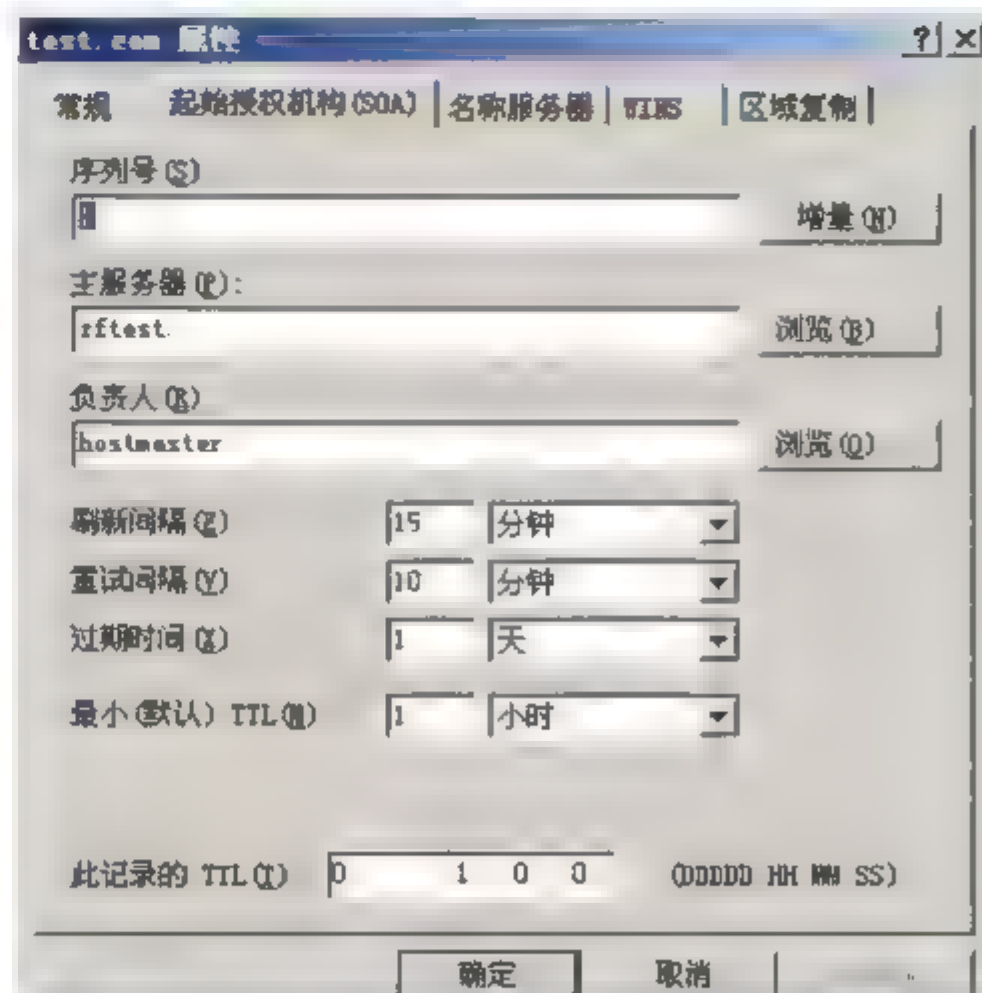 test.com 属性
常规 起始授权机构(SOA) 名称服务器 WINS 区域复制
序列号(S)
增量(N)
主服务器(P):
rftest.
浏览(B)
负责人(R)
hostmaster
浏览(O)
刷新间隔(E) 15 分钟
重试间隔(V) 10 分钟
过期时间(X) 1 天
最小(默认) TTL(M) 1 小时
此记录的 TTL(T) 0 1 0 0 (DDDDD HH MM SS)
确定 取消